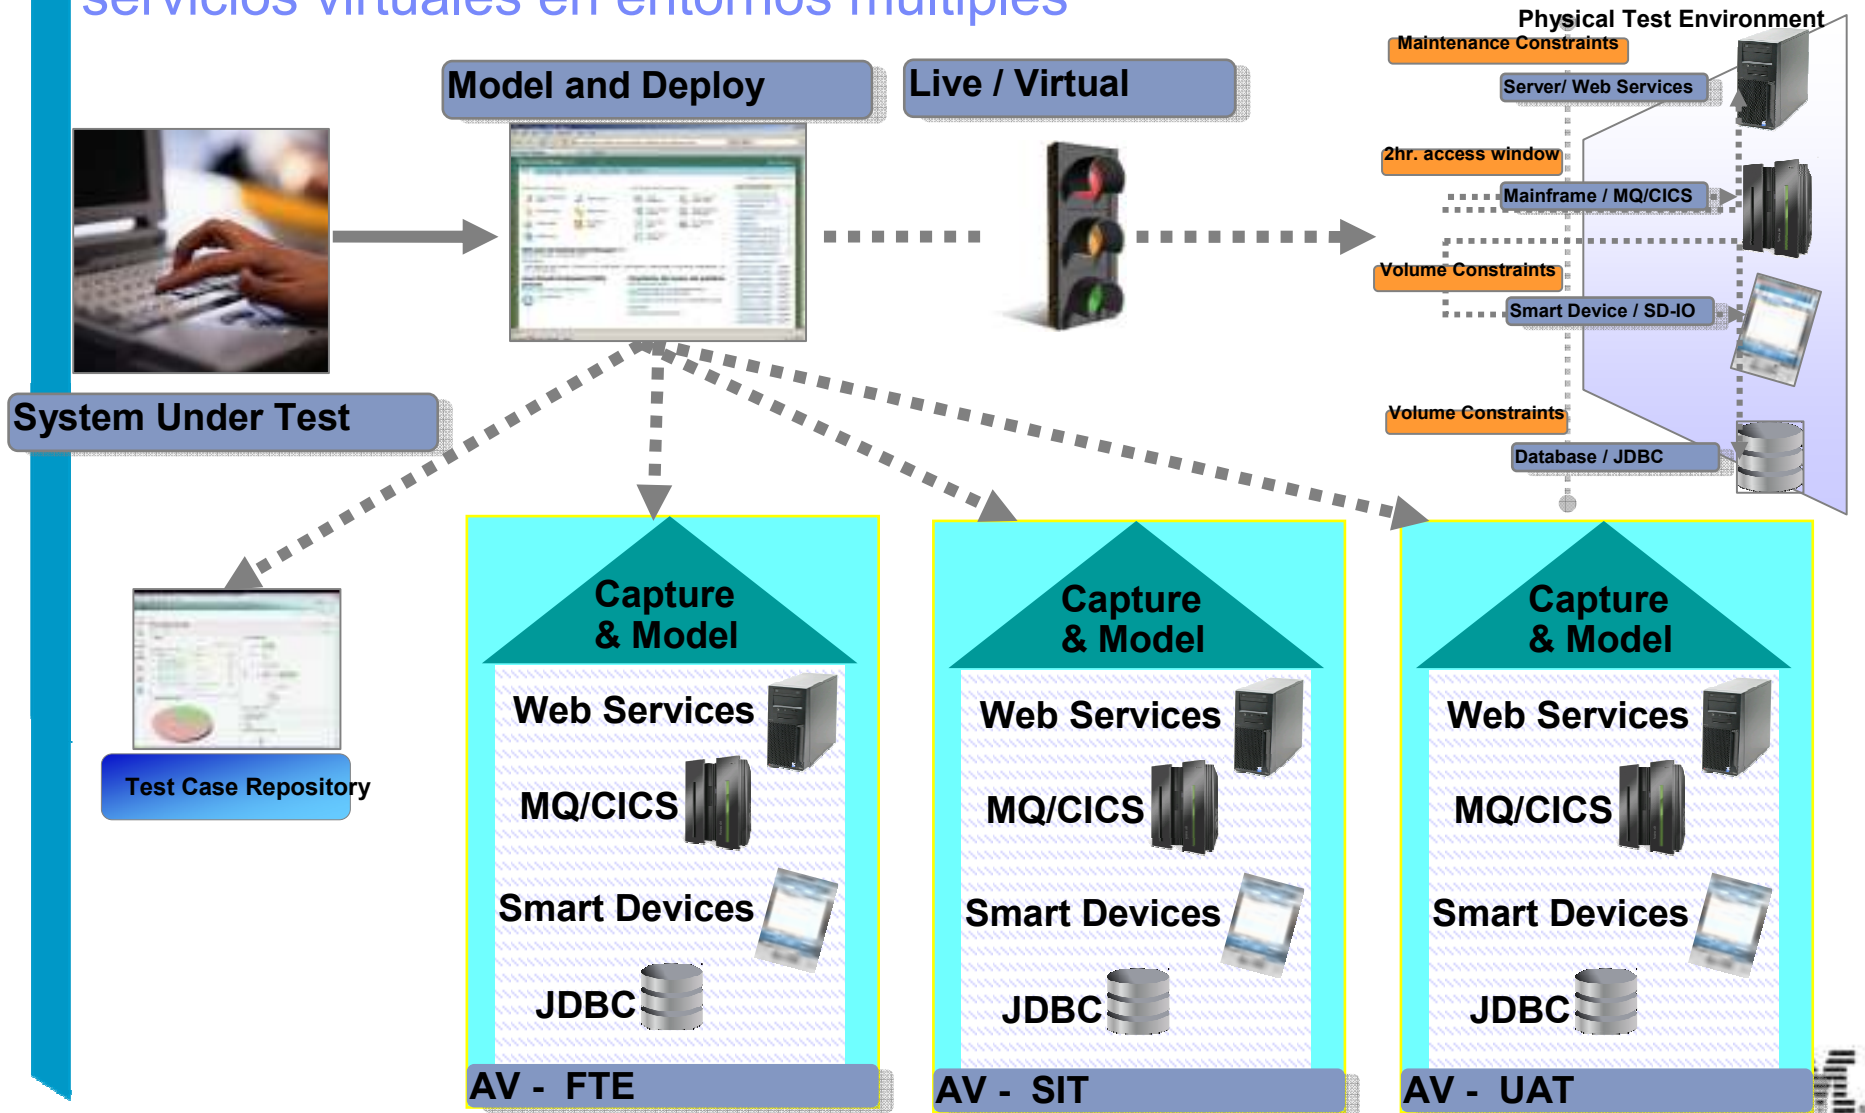 servicios virtuales en entornos múltiples
Physical Test Environment
Maintenance Constraints
Model and Deploy
Live / Virtual
Server/ Web Services
2hr. access window
Mainframe / MQ/CICS
Volume Constraints
Smart Device / SD-IO
System Under Test
Volume Constraints
Database / JDBC
Capture
& Model
Capture
& Model
Capture
& Model
Test Case Repository
Web Services
MQ/CICS
Smart Devices
JDBC
AV - FTE
Web Services
MQ/CICS
Smart Devices
JDBC
AV - SIT
Web Services
MQ/CICS
Smart Devices
JDBC
AV - UAT